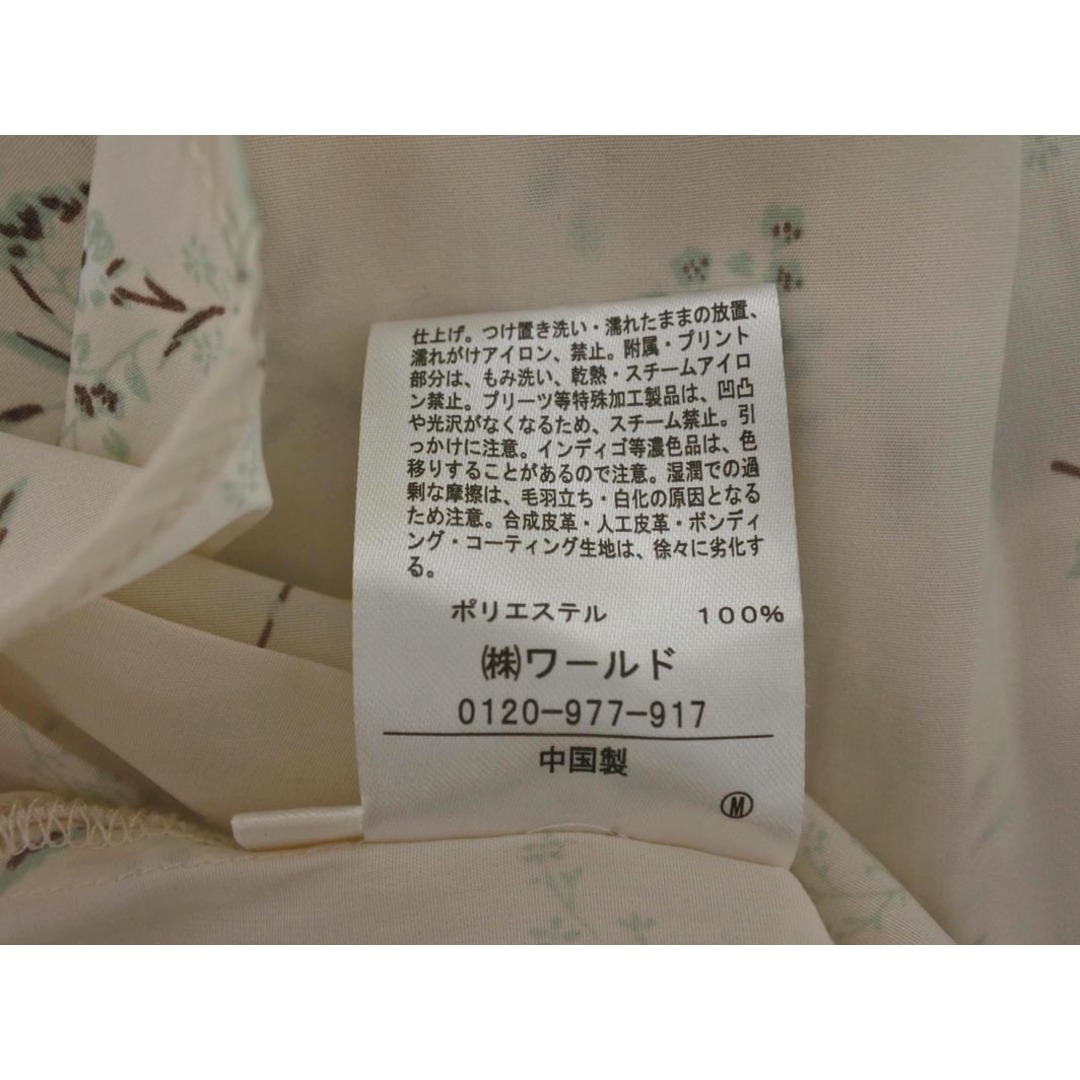 仕上げ。つけ置き洗い・濡れたままの放置、
濡れがけアイロン、禁止。附属・プリント
部分は、もみ洗い、乾熱・スチームアイロ
ン禁止。プリーツ等特殊加工製品は、凹凸
や光沢がなくなるため、スチーム禁止。引
っかけに注意。インディゴ等濃色品は、色
移りすることがあるので注意。湿潤での過
剰な摩擦は、毛羽立ち・白化の原因となる
ため注意。合成皮革・人工皮革・ボンディ
ング・コーティング生地は、徐々に劣化す
る。
ポリエステル 100%
㈱ワールド
0120-977-917
中国製
Ⓜ